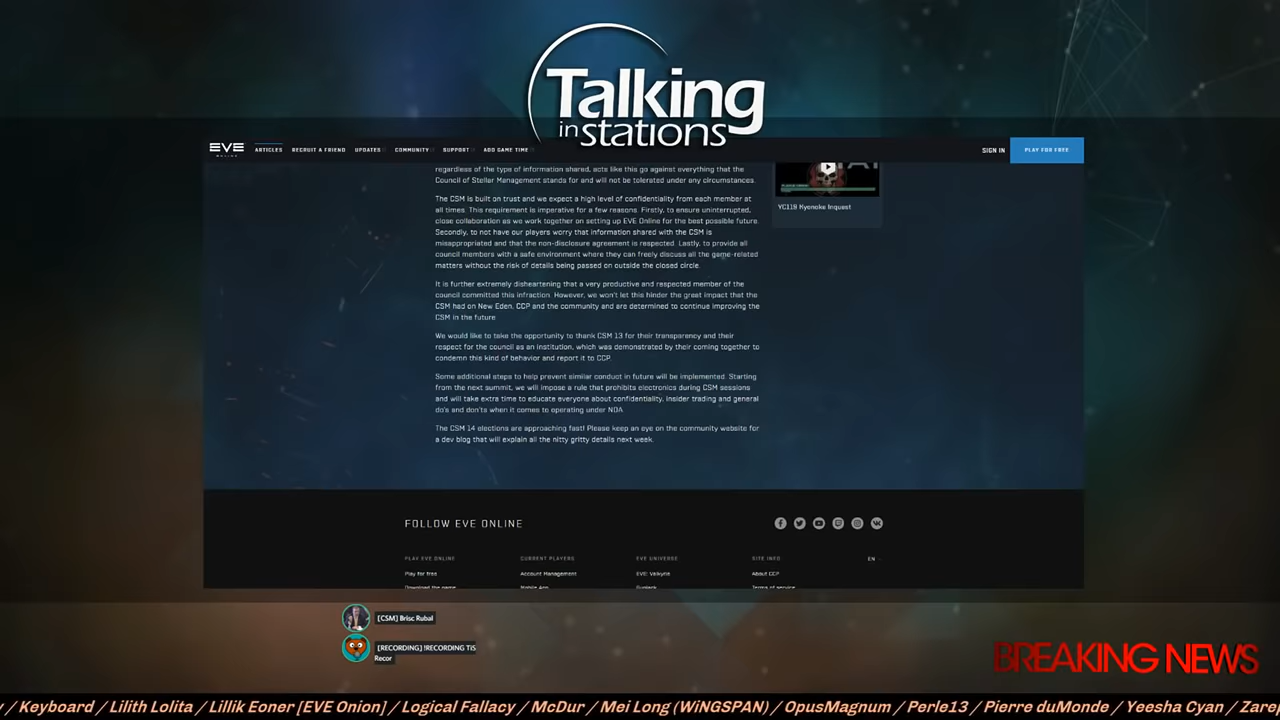 Talking
in stations
EVE
ONLINE
ARTICLES RECRUIT A FRIEND UPDATES COMMUNITY SUPPORT ADD GAME TIME SIGN IN PLAY FOR FREE
regardless of the type of information shared, acts like this go against everything that the
Council of Stellar Management stands for and will not be tolerated under any circumstances.
The CSM is built on trust and we expect a high level of confidentiality from each member at
all times. This requirement is imperative for a few reasons. Firstly, to ensure uninterrupted,
close collaboration as we work together on setting up EVE Online for the best possible future.
Secondly, to not have our players worry that information shared with the CSM is
misappropriated and that the non-disclosure agreement is respected. Lastly, to provide all
council members with a safe environment where they can freely discuss all the game-related
matters without the risk of details being passed on outside the closed circle.
It is further extremely disheartening that a very productive and respected member of the
council committed this infraction. However, we won't let this hinder the great impact that the
CSM had on New Eden, CCP and the community and are determined to continue improving the
CSM in the future.
We would like to take the opportunity to thank CSM 13 for their transparency and their
respect for the council as an institution, which was demonstrated by their coming together to
condemn this kind of behavior and report it to CCP.
Some additional steps to help prevent similar conduct in future will be implemented. Starting
from the next summit, we will impose a rule that prohibits electronics during CSM sessions
and will take extra time to educate everyone about confidentiality, insider trading and general
do's and don'ts when it comes to operating under NDA
The CSM 14 elections are approaching fast! Please keep an eye on the community website for
a dev blog that will explain all the nitty gritty details next week.
YC119 Kyonoke Inquest
FOLLOW EVE ONLINE
PLAY EVE ONLINE CURRENT PLAYERS EVE UNIVERSE SITE INFO EN
Play for free Account Management EVE: Valkyrie About CCP
Download the game Mobile App Gunjack Terms of service
[CSM] Brisc Rubal
[RECORDING] !RECORDING TiS
Recor
BREAKING NEWS
/ Keyboard / Lilith Lolita / Lillik Eoner [EVE Onion] / Logical Fallacy / McDur / Mei Long (WiNGSPAN) / OpusMagnum / Perle13 / Pierre duMonde / Yeesha Cyan / Zarep